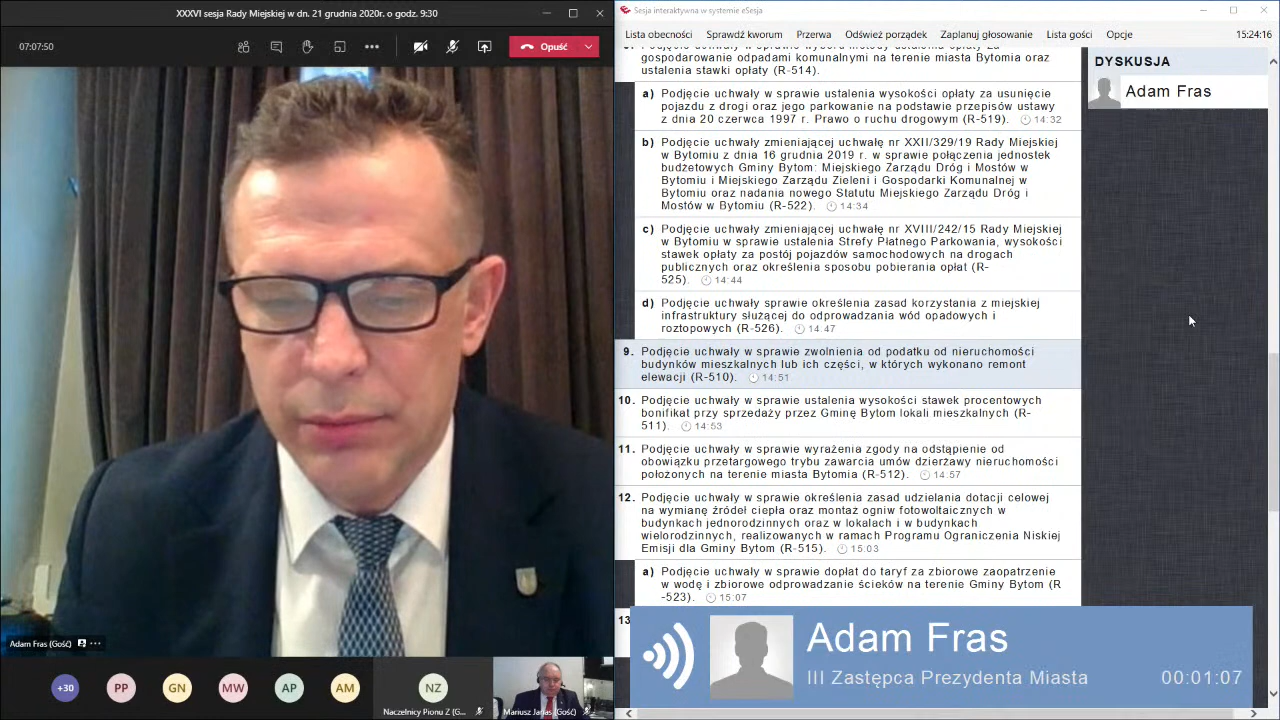 XXXVI sesja Rady Miejskiej w dn. 21 grudnia 2020r. o godz. 9:30
07:07:50
Opuść
Adam Fras (Gość)
+30
PP
GN
MW
AP
AM
NZ
Naczelnicy Pionu Z (G...
Mariusz Janas (Gość)
Sesja interaktywna w systemie eSesja
Lista obecności Sprawdź kworum Przerwa Odśwież porządek Zaplanuj głosowanie Lista gości Opcje 15:24:16
gospodarowanie odpadami komunalnymi na terenie miasta Bytomia oraz
ustalenia stawki opłaty (R-514).
a) Podjęcie uchwały w sprawie ustalenia wysokości opłaty za usunięcie
pojazdu z drogi oraz jego parkowanie na podstawie przepisów ustawy
z dnia 20 czerwca 1997 r. Prawo o ruchu drogowym (R-519). 14:32
b) Podjęcie uchwały zmieniającej uchwałę nr XXII/329/19 Rady Miejskiej
w Bytomiu z dnia 16 grudnia 2019 r. w sprawie połączenia jednostek
budżetowych Gminy Bytom: Miejskiego Zarządu Dróg i Mostów w
Bytomiu i Miejskiego Zarządu Zieleni i Gospodarki Komunalnej w
Bytomiu oraz nadania nowego Statutu Miejskiego Zarządu Dróg i
Mostów w Bytomiu (R-522). 14:34
c) Podjęcie uchwały zmieniającej uchwałę nr XVIII/242/15 Rady Miejskiej
w Bytomiu w sprawie ustalenia Strefy Płatnego Parkowania, wysokości
stawek opłaty za postój pojazdów samochodowych na drogach
publicznych oraz określenia sposobu pobierania opłat (R-
525). 14:44
d) Podjęcie uchwały sprawie określenia zasad korzystania z miejskiej
infrastruktury służącej do odprowadzania wód opadowych i
roztopowych (R-526). 14:47
9. Podjęcie uchwały w sprawie zwolnienia od podatku od nieruchomości
budynków mieszkalnych lub ich części, w których wykonano remont
elewacji (R-510). 14:51
10. Podjęcie uchwały w sprawie ustalenia wysokości stawek procentowych
bonifikat przy sprzedaży przez Gminę Bytom lokali mieszkalnych (R-
511). 14:53
11. Podjęcie uchwały w sprawie wyrażenia zgody na odstąpienie od
obowiązku przetargowego trybu zawarcia umów dzierżawy nieruchomości
położonych na terenie miasta Bytomia (R-512). 14:57
12. Podjęcie uchwały w sprawie określenia zasad udzielania dotacji celowej
na wymianę źródeł ciepła oraz montaż ogniw fotowoltaicznych w
budynkach jednorodzinnych oraz w lokalach i w budynkach
wielorodzinnych, realizowanych w ramach Programu Ograniczenia Niskiej
Emisji dla Gminy Bytom (R-515). 15:03
a) Podjęcie uchwały w sprawie dopłat do taryf za zbiorowe zaopatrzenie
w wodę i zbiorowe odprowadzanie ścieków na terenie Gminy Bytom (R
-523). 15:07
13
DYSKUSJA
Adam Fras
Adam Fras
III Zastępca Prezydenta Miasta 00:01:07